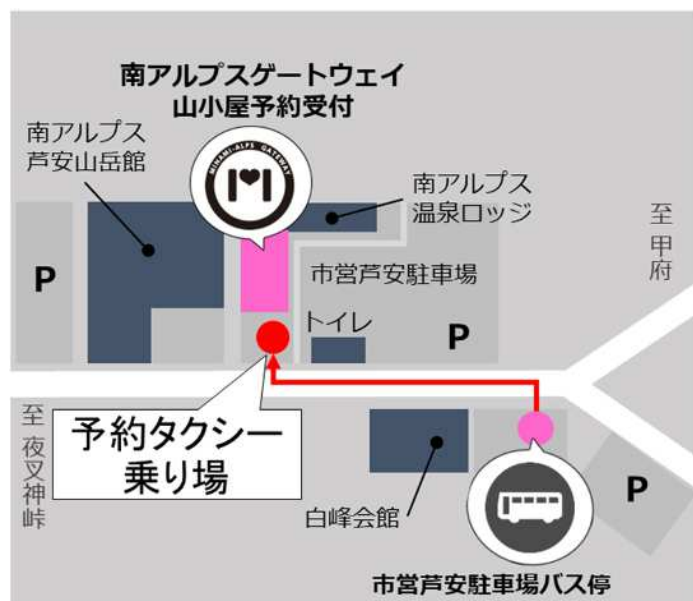 南アルプスゲートウェイ
山小屋予約受付
南アルプス
芦安山岳館
MINAMI-ALPS GATEWAY
南アルプス
温泉ロッジ
至 甲府
P
市営芦安駐車場
トイレ
P
予約タクシー
乗り場
至 夜叉神峠
白峰会館
P
市営芦安駐車場バス停